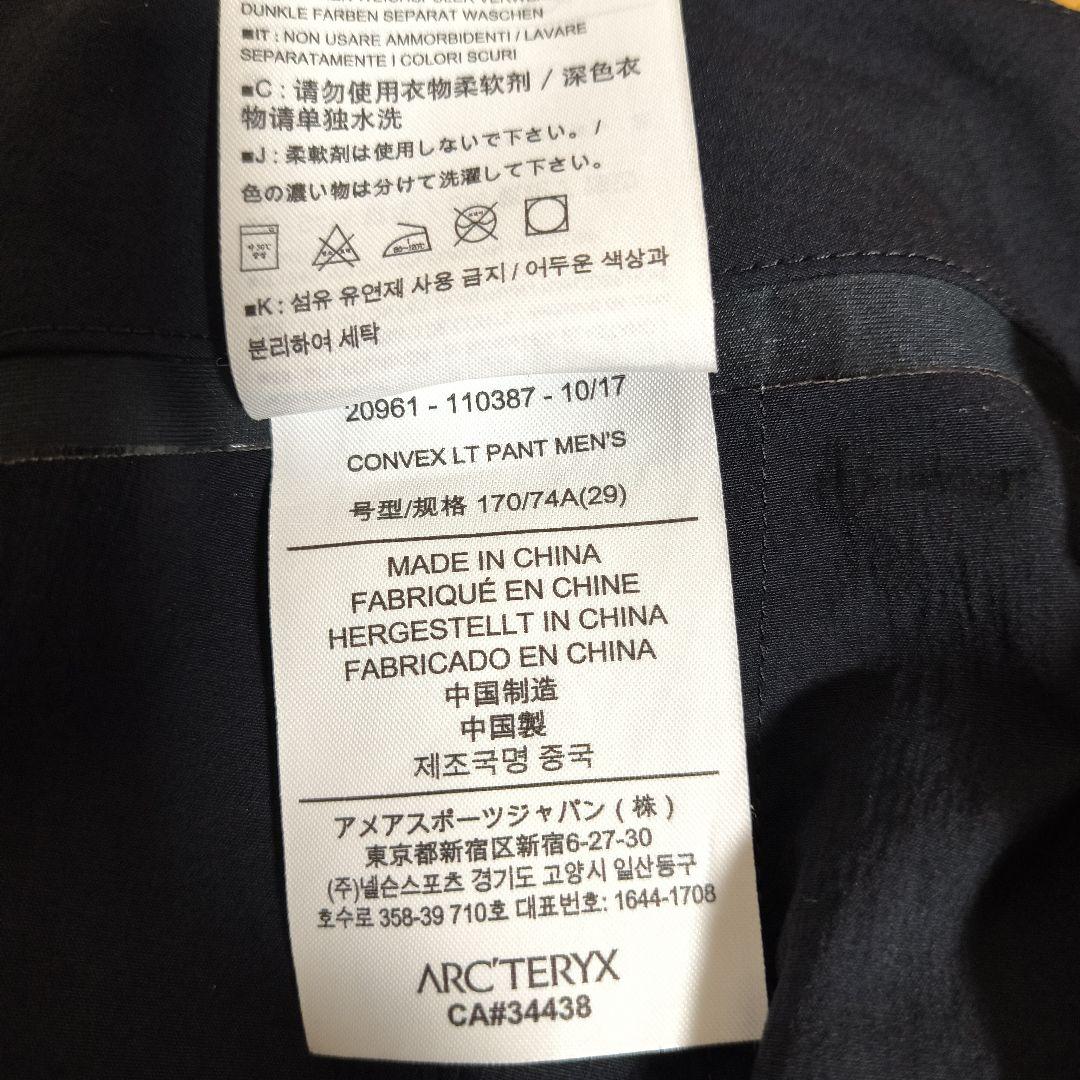 DUNKLE FARBEN SEPARAT WASCHEN
■IT : NON USARE AMMORBIDENTI / LAVARE
SEPARATAMENTE I COLORI SCURI
■C : 请勿使用衣物柔软剂 / 深色衣
物请单独水洗
■J : 柔軟剤は使用しないで下さい。 /
色の濃い物は分けて洗濯して下さい。
■K : 섬유 유연제 사용 금지 / 어두운 색상과
분리하여 세탁
20961 - 110387 - 10/17
CONVEX LT PANT MEN'S
号型/规格 170/74A(29)
MADE IN CHINA
FABRIQUÉ EN CHINE
HERGESTELLT IN CHINA
FABRICADO EN CHINA
中国制造
中国製
제조국명 중국
アメアスポーツジャパン ( 株 )
東京都新宿区新宿6-27-30
(주)넬슨스포츠 경기도 고양시 일산동구
호수로 358-39 710호 대표번호: 1644-1708
ARC'TERYX
CA#34438